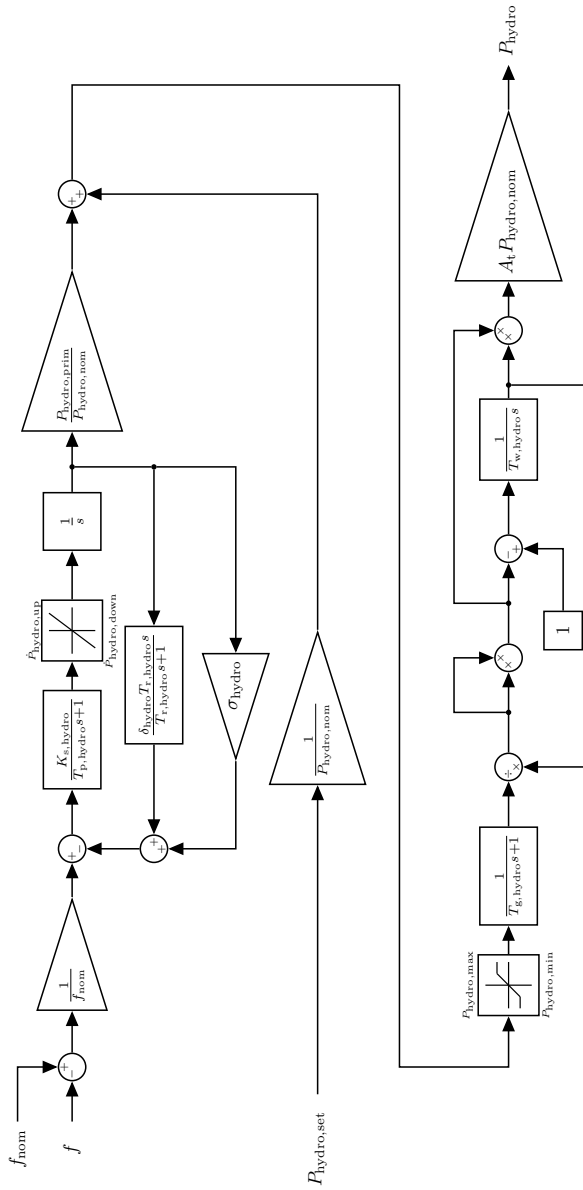 f_nom
f
+
−
1/f_nom
+
−
K_s,hydro/(T_p,hydro s+1)
Ṗ_hydro,up
Ṗ_hydro,down
1/s
P_hydro,prim/P_hydro,nom
+
+
δ_hydro T_r,hydro s/(T_r,hydro s+1)
σ_hydro
+
+
P_hydro,set
1/P_hydro,nom
P_hydro,max
P_hydro,min
1/(T_g,hydro s+1)
÷
×
×
×
1
−
+
1/(T_w,hydro s)
×
×
A_t P_hydro,nom
P_hydro